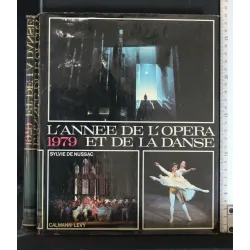 L'ANNEE DE L'OPERA
1979 ET DE LA DANSE
SYLVIE DE NUSSAC
CALMANN-LEVY